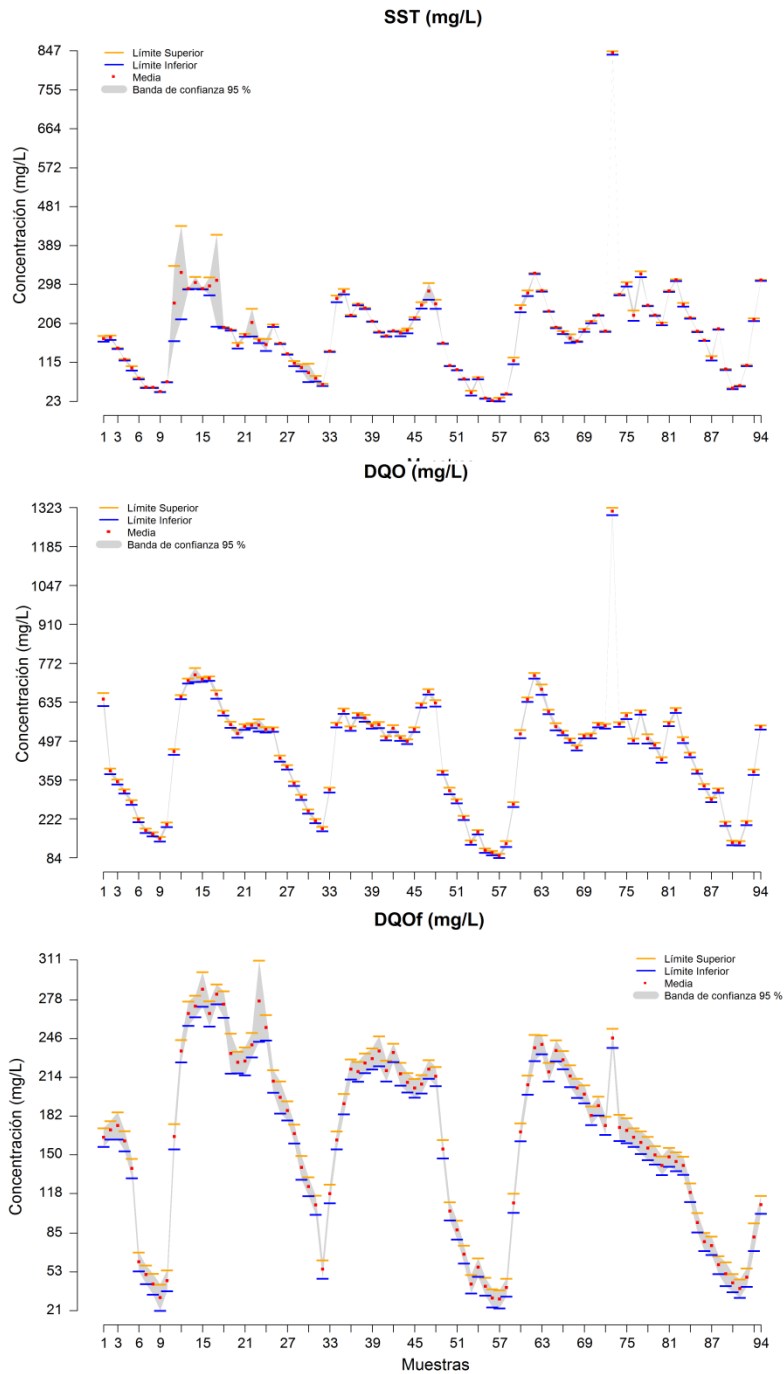 SST (mg/L)
Concentración (mg/L)
847
755
664
572
481
389
298
206
115
23
Límite Superior
Límite Inferior
Media
Banda de confianza 95 %
1 3 6 9 15 21 27 33 39 45 51 57 63 69 75 81 87 94
DQO (mg/L)
Concentración (mg/L)
1323
1185
1047
910
772
635
497
359
222
84
Límite Superior
Límite Inferior
Media
Banda de confianza 95 %
1 3 6 9 15 21 27 33 39 45 51 57 63 69 75 81 87 94
DQOf (mg/L)
Concentración (mg/L)
311
278
246
214
182
150
118
85
53
21
Límite Superior
Límite Inferior
Media
Banda de confianza 95 %
1 3 6 9 15 21 27 33 39 45 51 57 63 69 75 81 87 94
Muestras